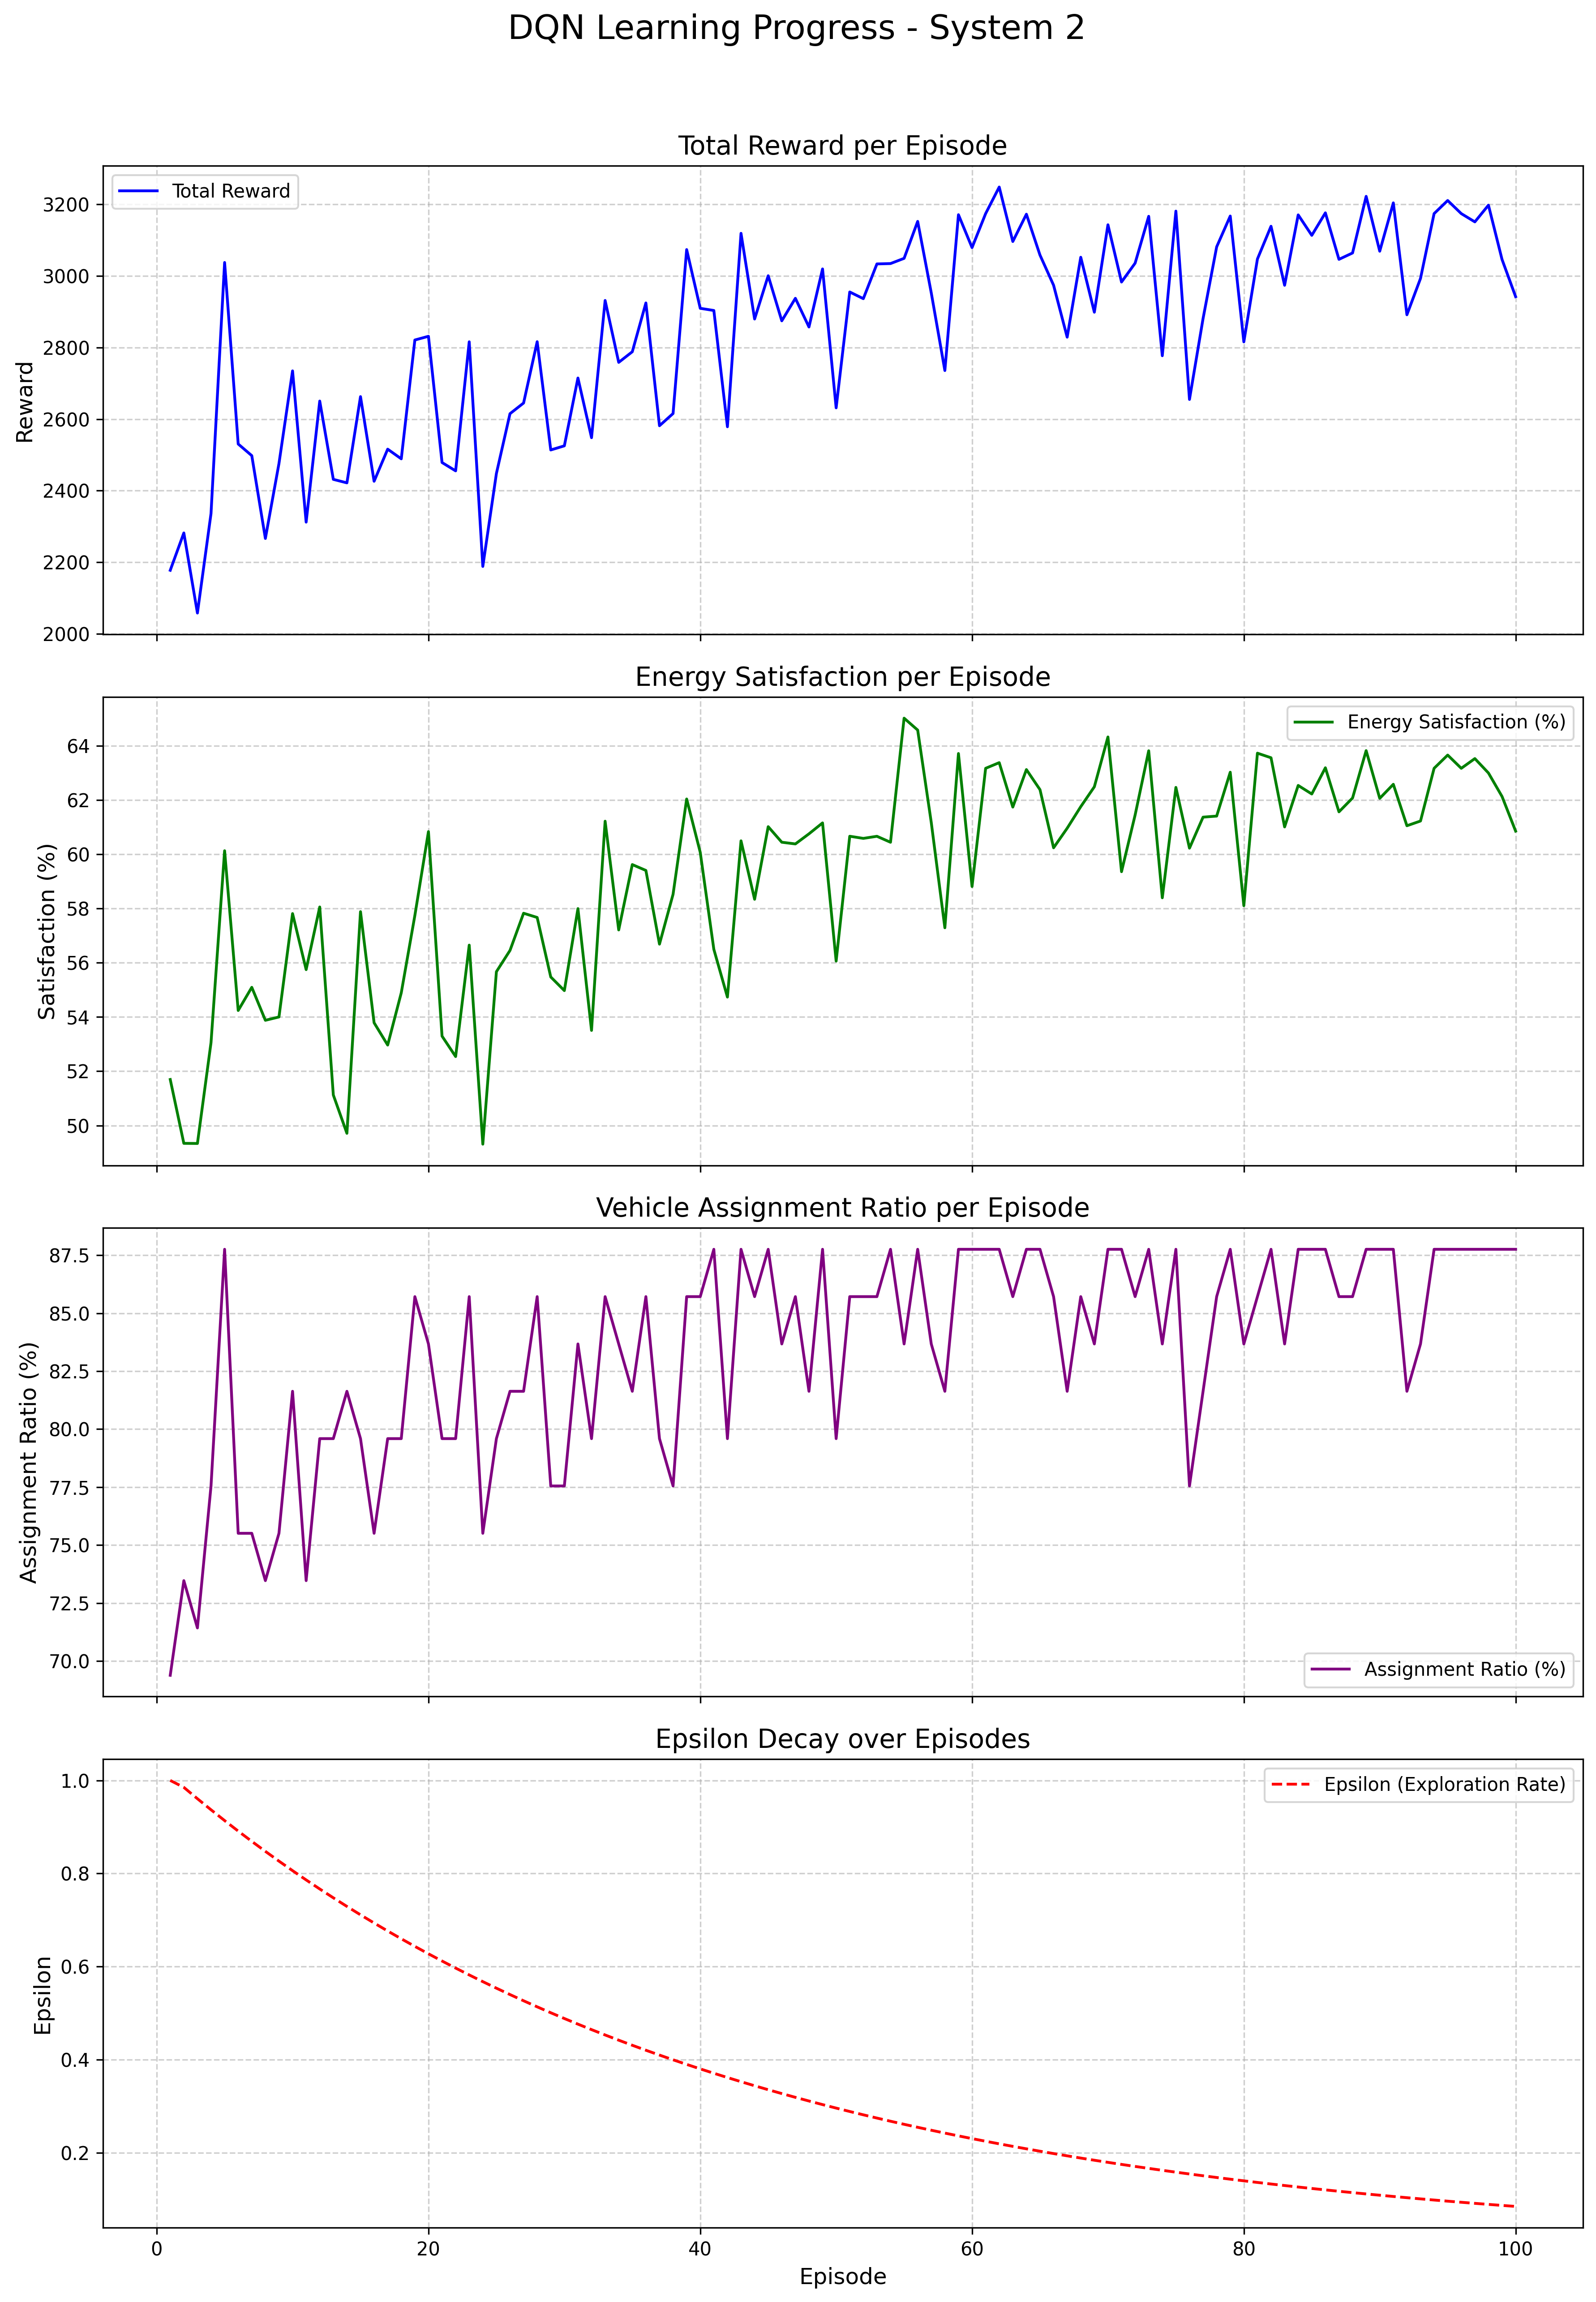 DQN Learning Progress - System 2
Total Reward per Episode
Total Reward
Reward
3200
3000
2800
2600
2400
2200
2000
Energy Satisfaction per Episode
Energy Satisfaction (%)
Satisfaction (%)
64
62
60
58
56
54
52
50
Vehicle Assignment Ratio per Episode
Assignment Ratio (%)
87.5
85.0
82.5
80.0
77.5
75.0
72.5
70.0
Assignment Ratio (%)
Epsilon Decay over Episodes
Epsilon (Exploration Rate)
Epsilon
1.0
0.8
0.6
0.4
0.2
0 20 40 60 80 100
Episode